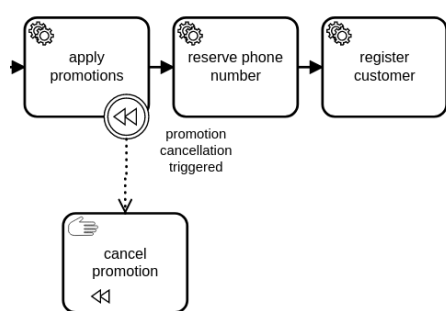 apply
promotions
reserve phone
number
register
customer
promotion
cancellation
triggered
cancel
promotion